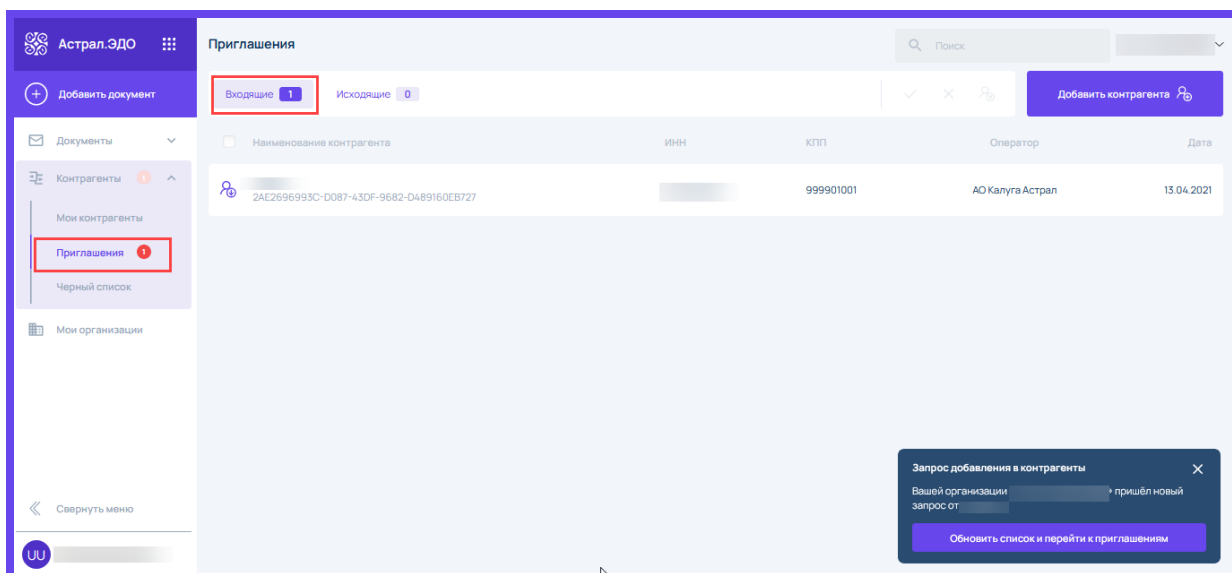 Астрал.ЭДО
Приглашения
Поиск
Добавить документ
Входящие 1
Исходящие 0
Добавить контрагента
Документы
Наименование контрагента
ИНН
КПП
Оператор
Дата
Контрагенты 1
2AE2696993C-D087-43DF-9682-D489160EB727
999901001
АО Калуга Астрал
13.04.2021
Мои контрагенты
Приглашения 1
Черный список
Мои организации
Запрос добавления в контрагенты
Вашей организации пришёл новый
запрос от
Обновить список и перейти к приглашениям
Свернуть меню
UU